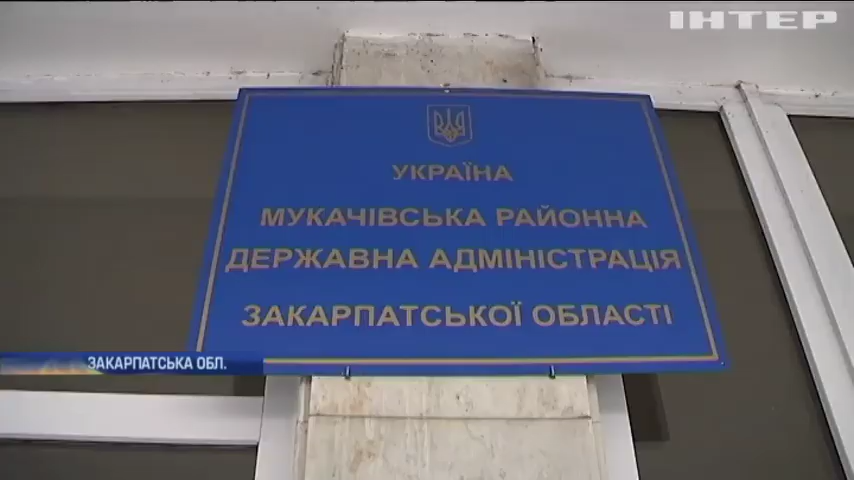 ІНТЕР
УКРАЇНА
МУКАЧІВСЬКА РАЙОННА
ДЕРЖАВНА АДМІНІСТРАЦІЯ
ЗАКАРПАТСЬКОЇ ОБЛАСТІ
ЗАКАРПАТСЬКА ОБЛ.